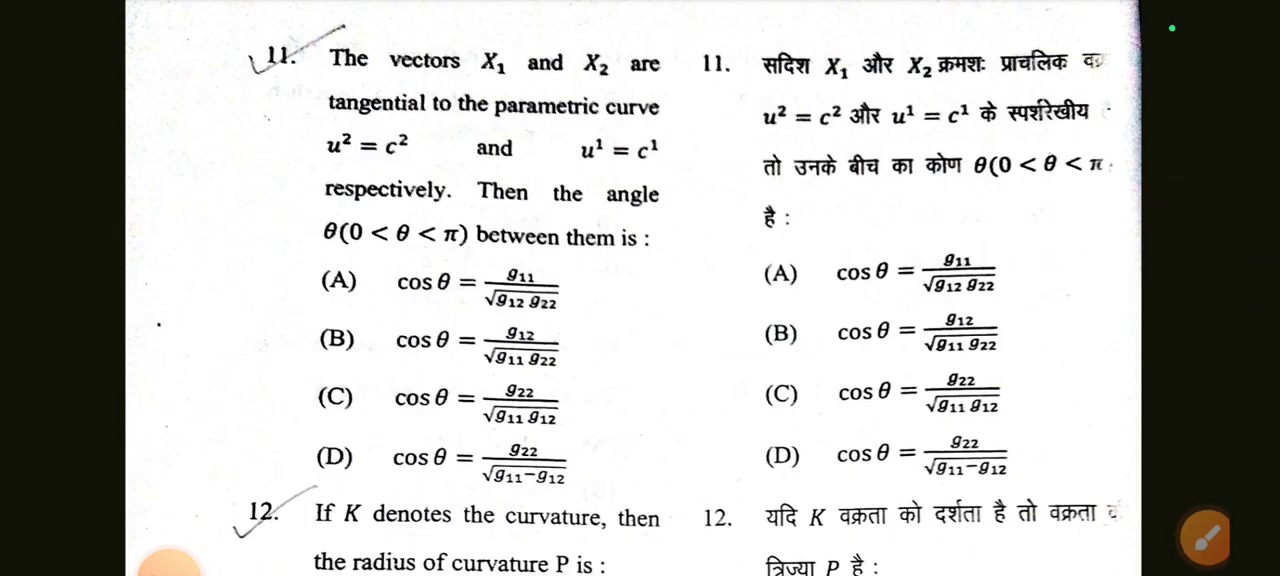 11. The vectors X₁ and X₂ are
tangential to the parametric curve
u² = c² and u¹ = c¹
respectively. Then the angle
θ(0 < θ < π) between them is :
(A) cos θ = g₁₁/√(g₁₂ g₂₂)
(B) cos θ = g₁₂/√(g₁₁ g₂₂)
(C) cos θ = g₂₂/√(g₁₁ g₁₂)
(D) cos θ = g₂₂/√(g₁₁−g₁₂)
12. If K denotes the curvature, then
the radius of curvature P is :
11. सदिश X₁ और X₂ क्रमशः प्राचलिक
u² = c² और u¹ = c¹ के स्पर्शरेखीय
तो उनके बीच का कोण θ(0 < θ < π
है :
(A) cos θ = g₁₁/√(g₁₂ g₂₂)
(B) cos θ = g₁₂/√(g₁₁ g₂₂)
(C) cos θ = g₂₂/√(g₁₁ g₁₂)
(D) cos θ = g₂₂/√(g₁₁−g₁₂)
12. यदि K वक्रता को दर्शता है तो वक्रता
त्रिज्या P है :